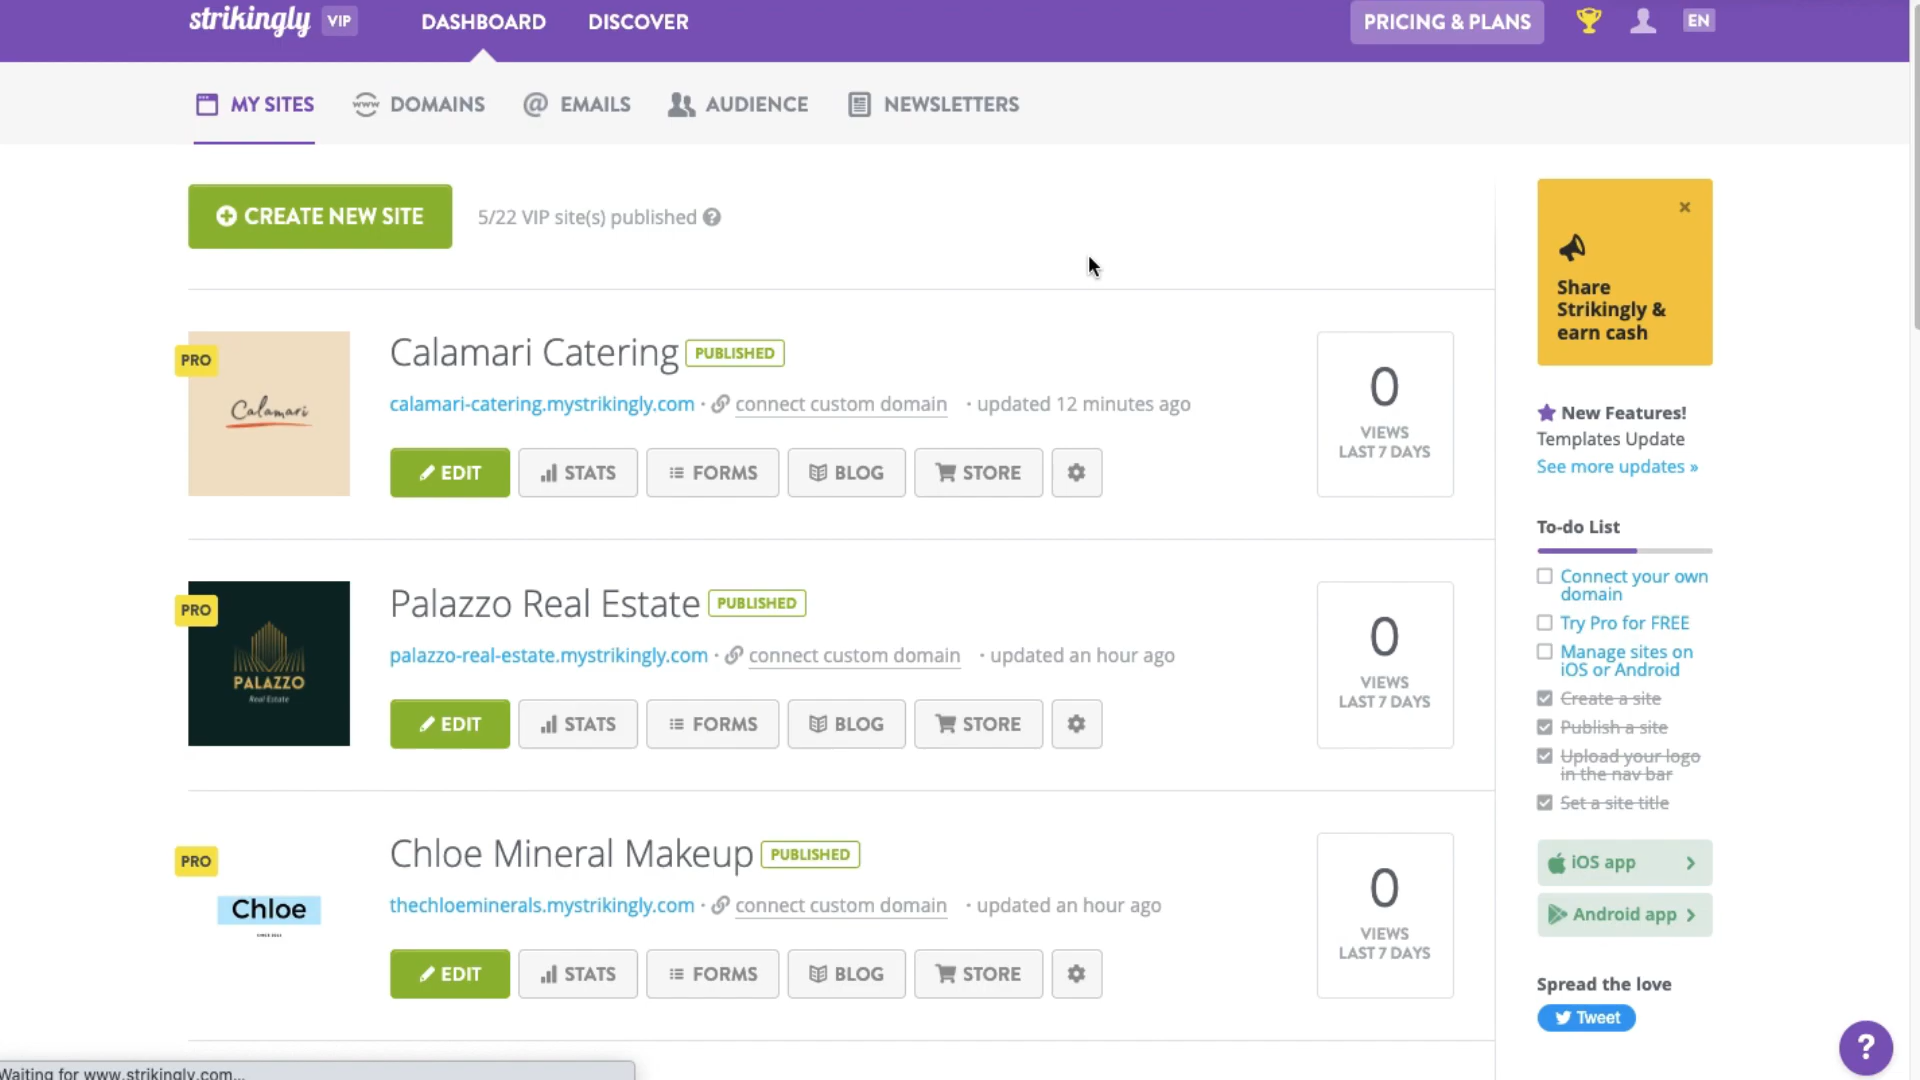 strikingly VIP DASHBOARD DISCOVER PRICING & PLANS EN
MY SITES DOMAINS EMAILS AUDIENCE NEWSLETTERS
CREATE NEW SITE 5/22 VIP site(s) published
PRO
Calamari
Calamari Catering PUBLISHED
calamari-catering.mystrikingly.com · connect custom domain · updated 12 minutes ago
EDIT STATS FORMS BLOG STORE
0
VIEWS
LAST 7 DAYS
PRO
PALAZZO
Real Estate
Palazzo Real Estate PUBLISHED
palazzo-real-estate.mystrikingly.com · connect custom domain · updated an hour ago
EDIT STATS FORMS BLOG STORE
0
VIEWS
LAST 7 DAYS
PRO
Chloe
Chloe Mineral Makeup PUBLISHED
thechloeminerals.mystrikingly.com · connect custom domain · updated an hour ago
EDIT STATS FORMS BLOG STORE
0
VIEWS
LAST 7 DAYS
Share
Strikingly &
earn cash
New Features!
Templates Update
See more updates »
To-do List
Connect your own
domain
Try Pro for FREE
Manage sites on
iOS or Android
Create a site
Publish a site
Upload your logo
in the nav bar
Set a site title
iOS app
Android app
Spread the love
Tweet
?
Waiting for www.strikingly.com...